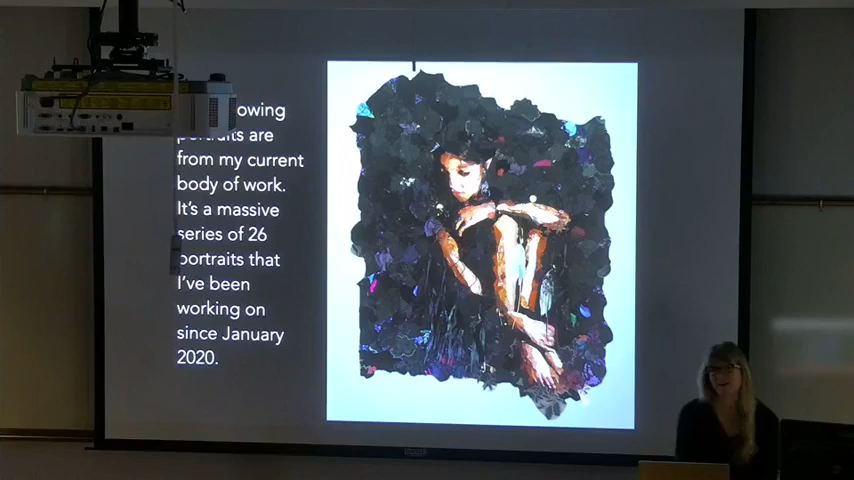 owing
portraits are
from my current
body of work.
It's a massive
series of 26
portraits that
I've been
working on
since January
2020.